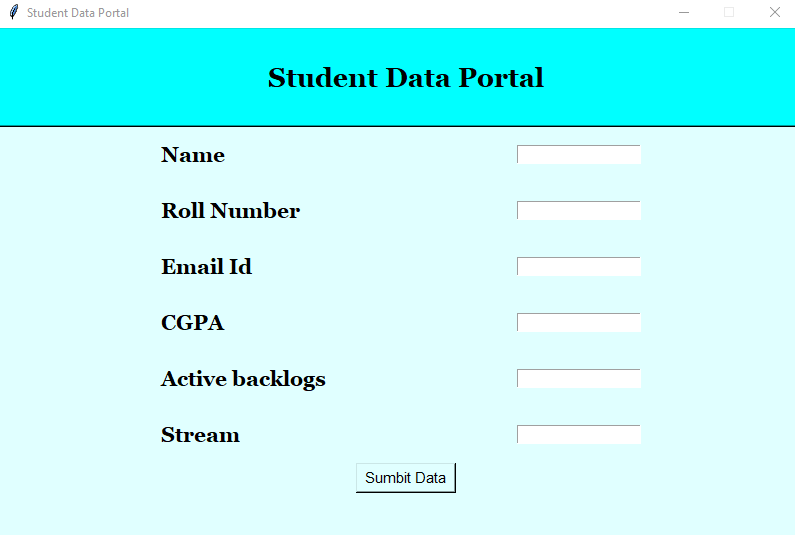 Student Data Portal
Student Data Portal
Name
Roll Number
Email Id
CGPA
Active backlogs
Stream
Sumbit Data